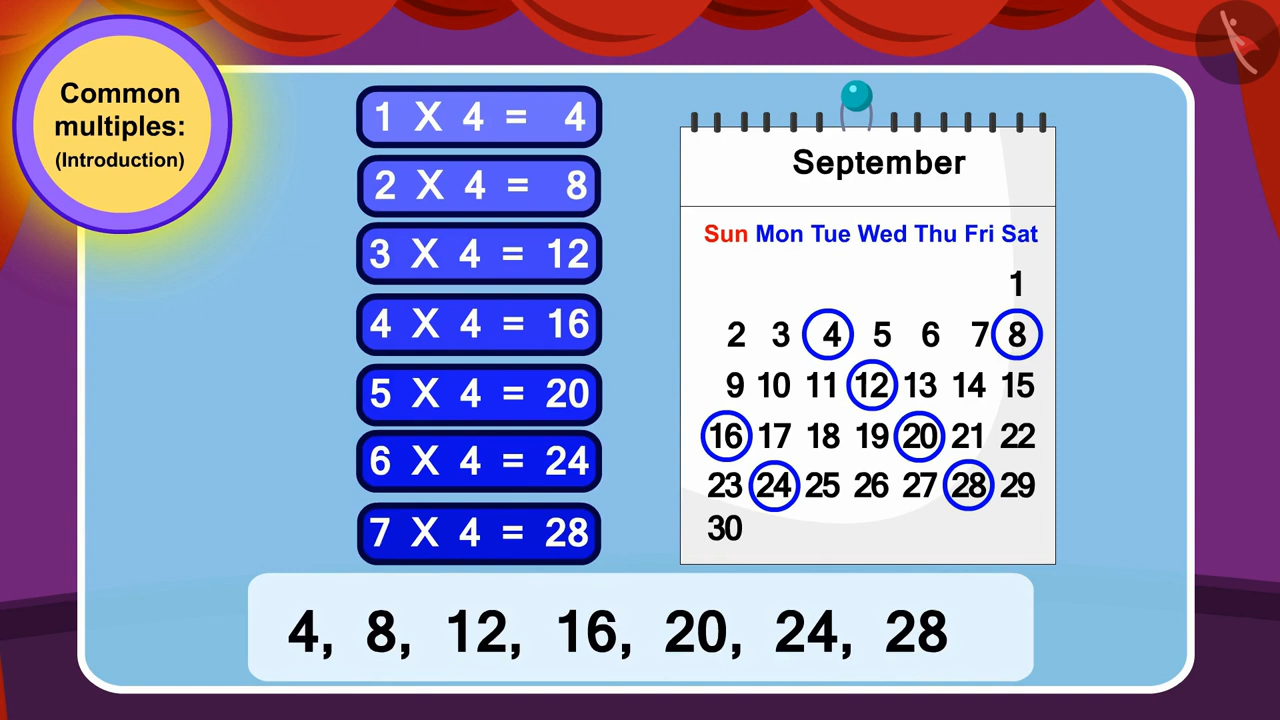 Common
multiples:
(Introduction)
1 X 4 = 4
2 X 4 = 8
3 X 4 = 12
4 X 4 = 16
5 X 4 = 20
6 X 4 = 24
7 X 4 = 28
September
Sun Mon Tue Wed Thu Fri Sat
1
2 3 4 5 6 7 8
9 10 11 12 13 14 15
16 17 18 19 20 21 22
23 24 25 26 27 28 29
30
4, 8, 12, 16, 20, 24, 28